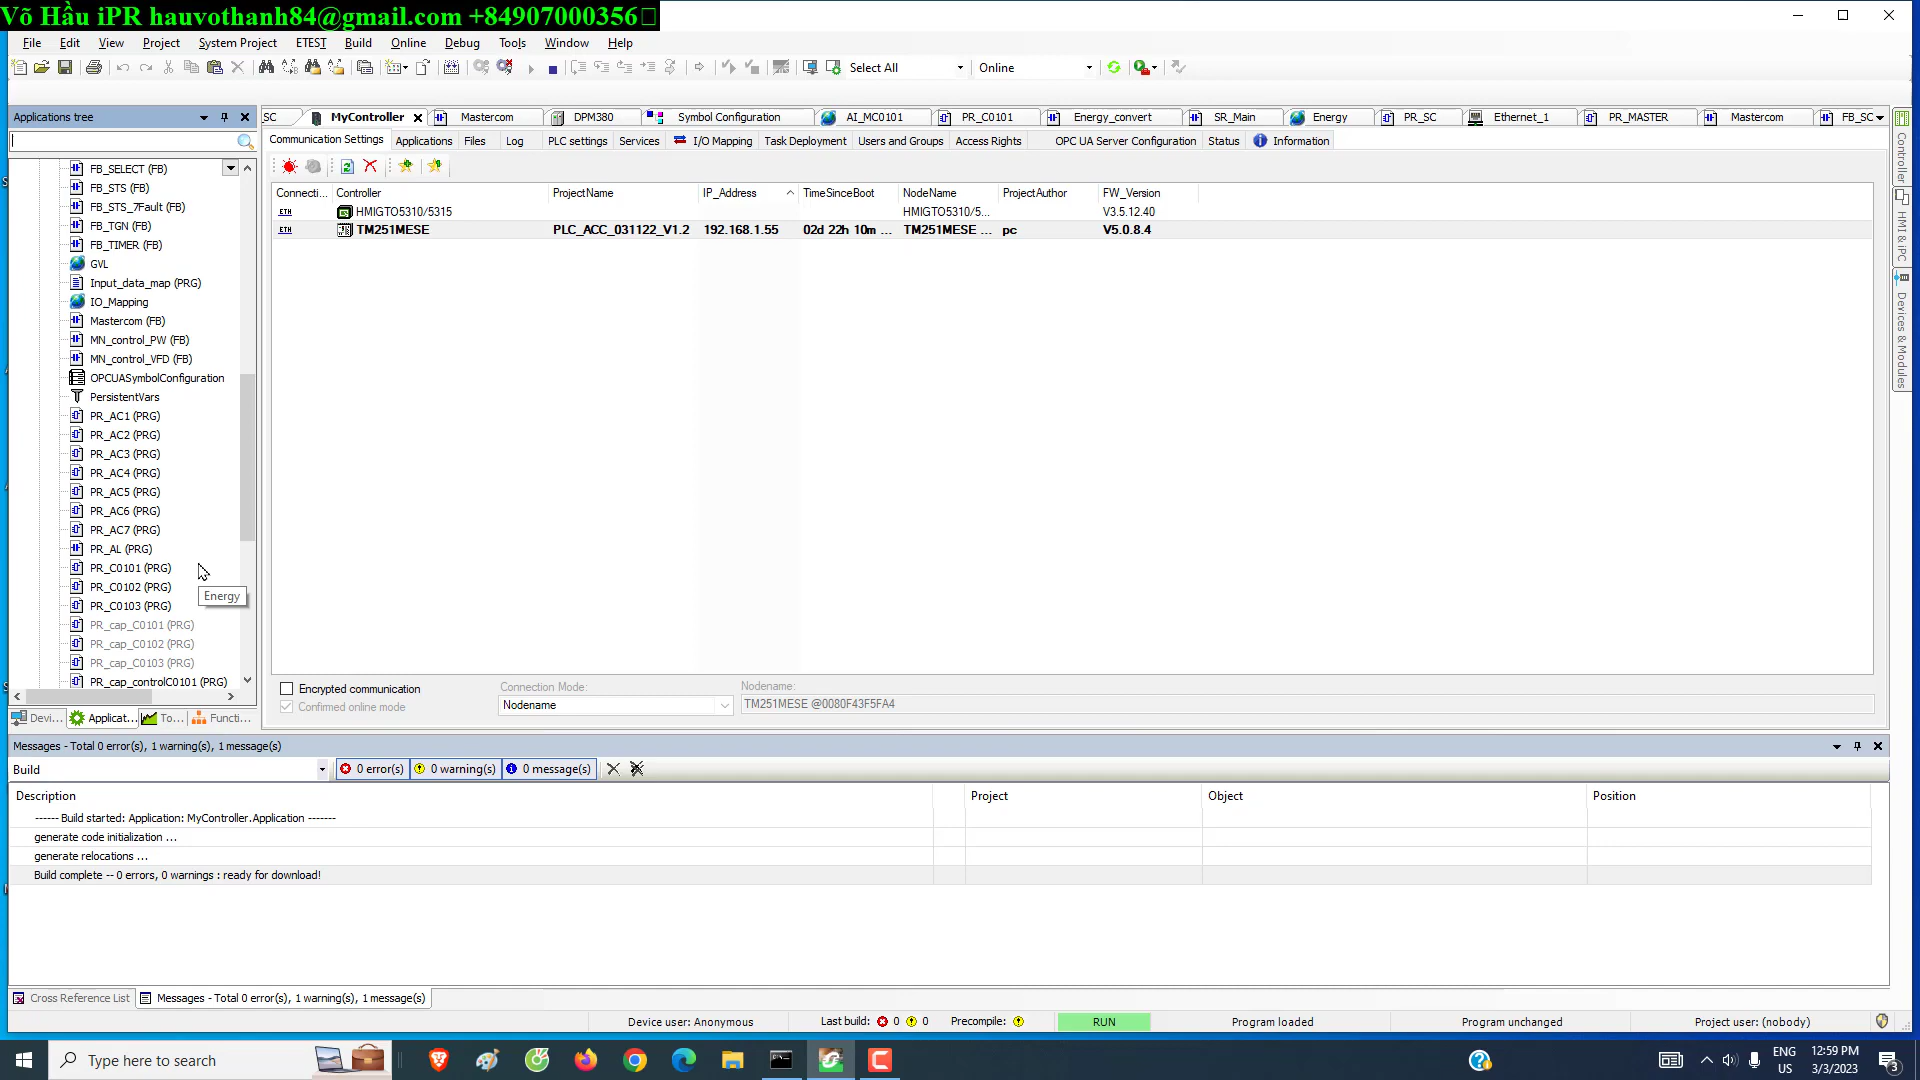 Võ Hầu iPR hauvothanh84@gmail.com +84907000356
File Edit View Project System Project ETEST Build Online Debug Tools Window Help
Select All Online
Applications tree
SC MyController Mastercom DPM380 Symbol Configuration AI_MC0101 PR_C0101 Energy_convert SR_Main Energy PR_SC Ethernet_1 PR_MASTER Mastercom FB_SC
Communication Settings Applications Files Log PLC settings Services I/O Mapping Task Deployment Users and Groups Access Rights OPC UA Server Configuration Status Information
Connecti... Controller ProjectName IP_Address TimeSinceBoot NodeName ProjectAuthor FW_Version
ETH HMIGTO5310/5315 HMIGTO5310/5... V3.5.12.40
ETH TM251MESE PLC_ACC_031122_V1.2 192.168.1.55 02d 22h 10m ... TM251MESE ... pc V5.0.8.4
FB_SELECT (FB)
FB_STS (FB)
FB_STS_7Fault (FB)
FB_TGN (FB)
FB_TIMER (FB)
GVL
Input_data_map (PRG)
IO_Mapping
Mastercom (FB)
MN_control_PW (FB)
MN_control_VFD (FB)
OPCUASymbolConfiguration
PersistentVars
PR_AC1 (PRG)
PR_AC2 (PRG)
PR_AC3 (PRG)
PR_AC4 (PRG)
PR_AC5 (PRG)
PR_AC6 (PRG)
PR_AC7 (PRG)
PR_AL (PRG)
PR_C0101 (PRG)
PR_C0102 (PRG)
Energy
PR_C0103 (PRG)
PR_cap_C0101 (PRG)
PR_cap_C0102 (PRG)
PR_cap_C0103 (PRG)
PR_cap_controlC0101 (PRG)
Devi... Applicat... To... Functi...
Encrypted communication
Confirmed online mode
Connection Mode:
Nodename
Nodename:
TM251MESE @0080F43F5FA4
Controller
HMI & iPC
Devices & Modules
Messages - Total 0 error(s), 1 warning(s), 1 message(s)
Build 0 error(s) 0 warning(s) 0 message(s)
Description Project Object Position
------ Build started: Application: MyController.Application -------
generate code initialization ...
generate relocations ...
Build complete -- 0 errors, 0 warnings : ready for download!
Cross Reference List Messages - Total 0 error(s), 1 warning(s), 1 message(s)
Device user: Anonymous Last build: 0 0 Precompile: RUN Program loaded Program unchanged Project user: (nobody)
Type here to search
ENG
US
12:59 PM
3/3/2023
3